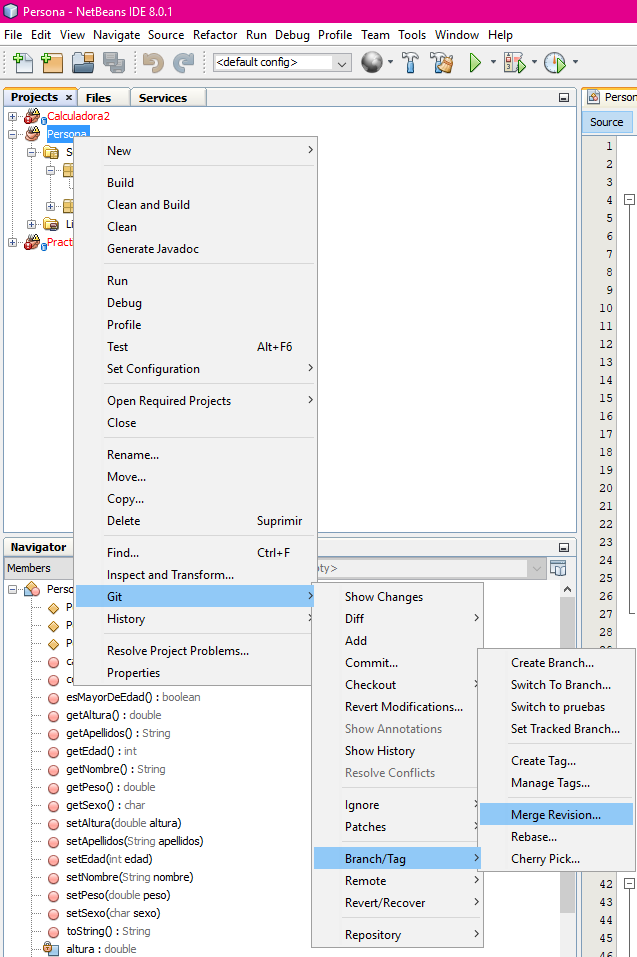 Persona - NetBeans IDE 8.0.1
File Edit View Navigate Source Refactor Run Debug Profile Team Tools Window Help
<default config>
Projects × Files Services
Calculadora2
Persona
New
Build
Clean and Build
Clean
Generate Javadoc
Run
Debug
Profile
Test Alt+F6
Set Configuration
Open Required Projects
Close
Rename...
Move...
Copy...
Delete Suprimir
Find... Ctrl+F
Inspect and Transform...
Git
History
Resolve Project Problems...
Properties
S
Li
Practi
Navigator
Members
pty>
Perso
P
P
P
ca
co
esMayorDeEdad() : boolean
getAltura() : double
getApellidos() : String
getEdad() : int
getNombre() : String
getPeso() : double
getSexo() : char
setAltura(double altura)
setApellidos(String apellidos)
setEdad(int edad)
setNombre(String nombre)
setPeso(double peso)
setSexo(char sexo)
toString() : String
altura : double
Show Changes
Diff
Add
Commit...
Checkout
Revert Modifications...
Show Annotations
Show History
Resolve Conflicts
Ignore
Patches
Branch/Tag
Remote
Revert/Recover
Repository
Create Branch...
Switch To Branch...
Switch to pruebas
Set Tracked Branch...
Create Tag...
Manage Tags...
Merge Revision...
Rebase...
Cherry Pick...
Person
Source
1
2
3
4
5
6
7
8
9
10
11
12
13
14
15
16
17
18
19
20
21
22
23
24
25
26
27
28
42
43
44
45
46